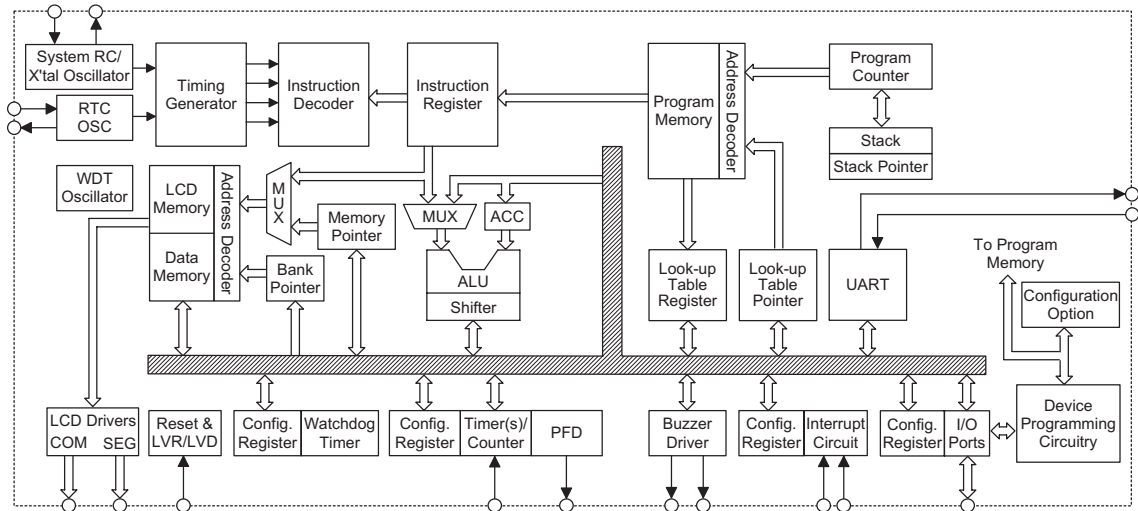 System RC/
X'tal Oscillator
RTC
OSC
Timing
Generator
Instruction
Decoder
Instruction
Register
Program
Memory
Address Decoder
Program
Counter
Stack
Stack Pointer
WDT
Oscillator
LCD
Memory
Data
Memory
Address Decoder
MUX
Memory
Pointer
Bank
Pointer
MUX
ACC
ALU
Shifter
Look-up
Table
Register
Look-up
Table
Pointer
UART
To Program
Memory
Configuration
Option
LCD Drivers
COM
SEG
Reset &
LVR/LVD
Config.
Register
Watchdog
Timer
Config.
Register
Timer(s)/
Counter
PFD
Buzzer
Driver
Config.
Register
Interrupt
Circuit
Config.
Register
I/O
Ports
Device
Programming
Circuitry